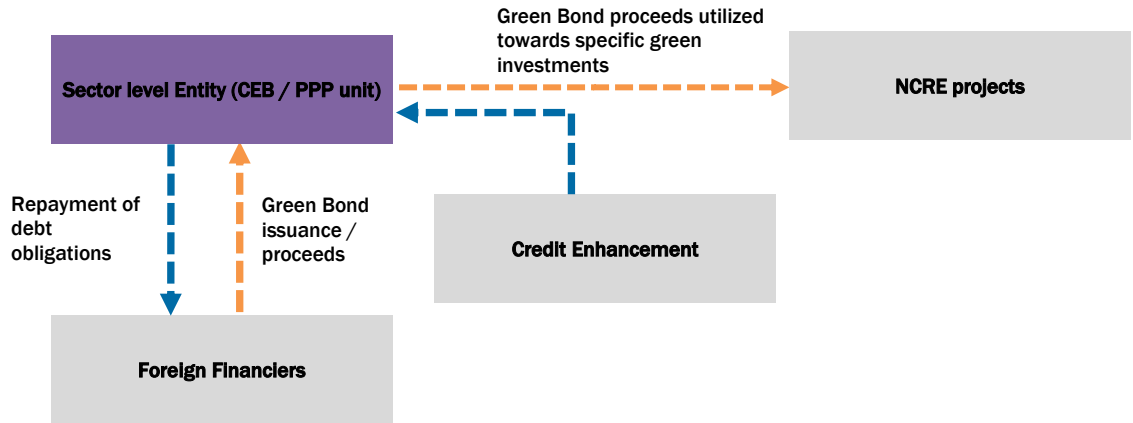 Green Bond proceeds utilized
towards specific green
investments
Sector level Entity (CEB / PPP unit)
NCRE projects
Repayment of
debt
obligations
Green Bond
issuance /
proceeds
Credit Enhancement
Foreign Financiers